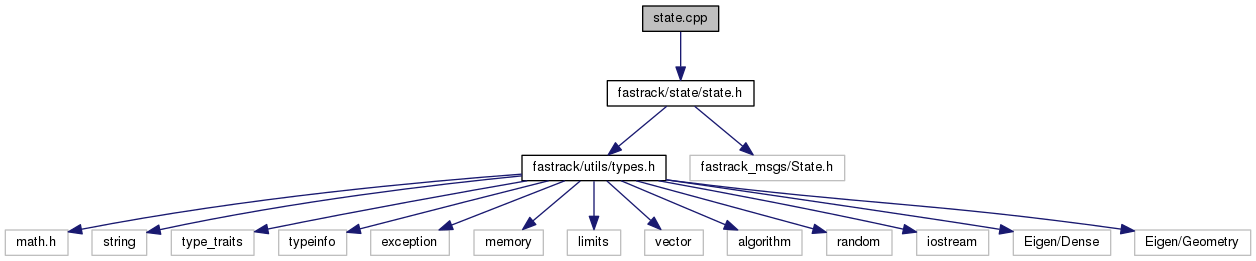 state.cpp
fastrack/state/state.h
fastrack/utils/types.h
fastrack_msgs/State.h
math.h
string
type_traits
typeinfo
exception
memory
limits
vector
algorithm
random
iostream
Eigen/Dense
Eigen/Geometry